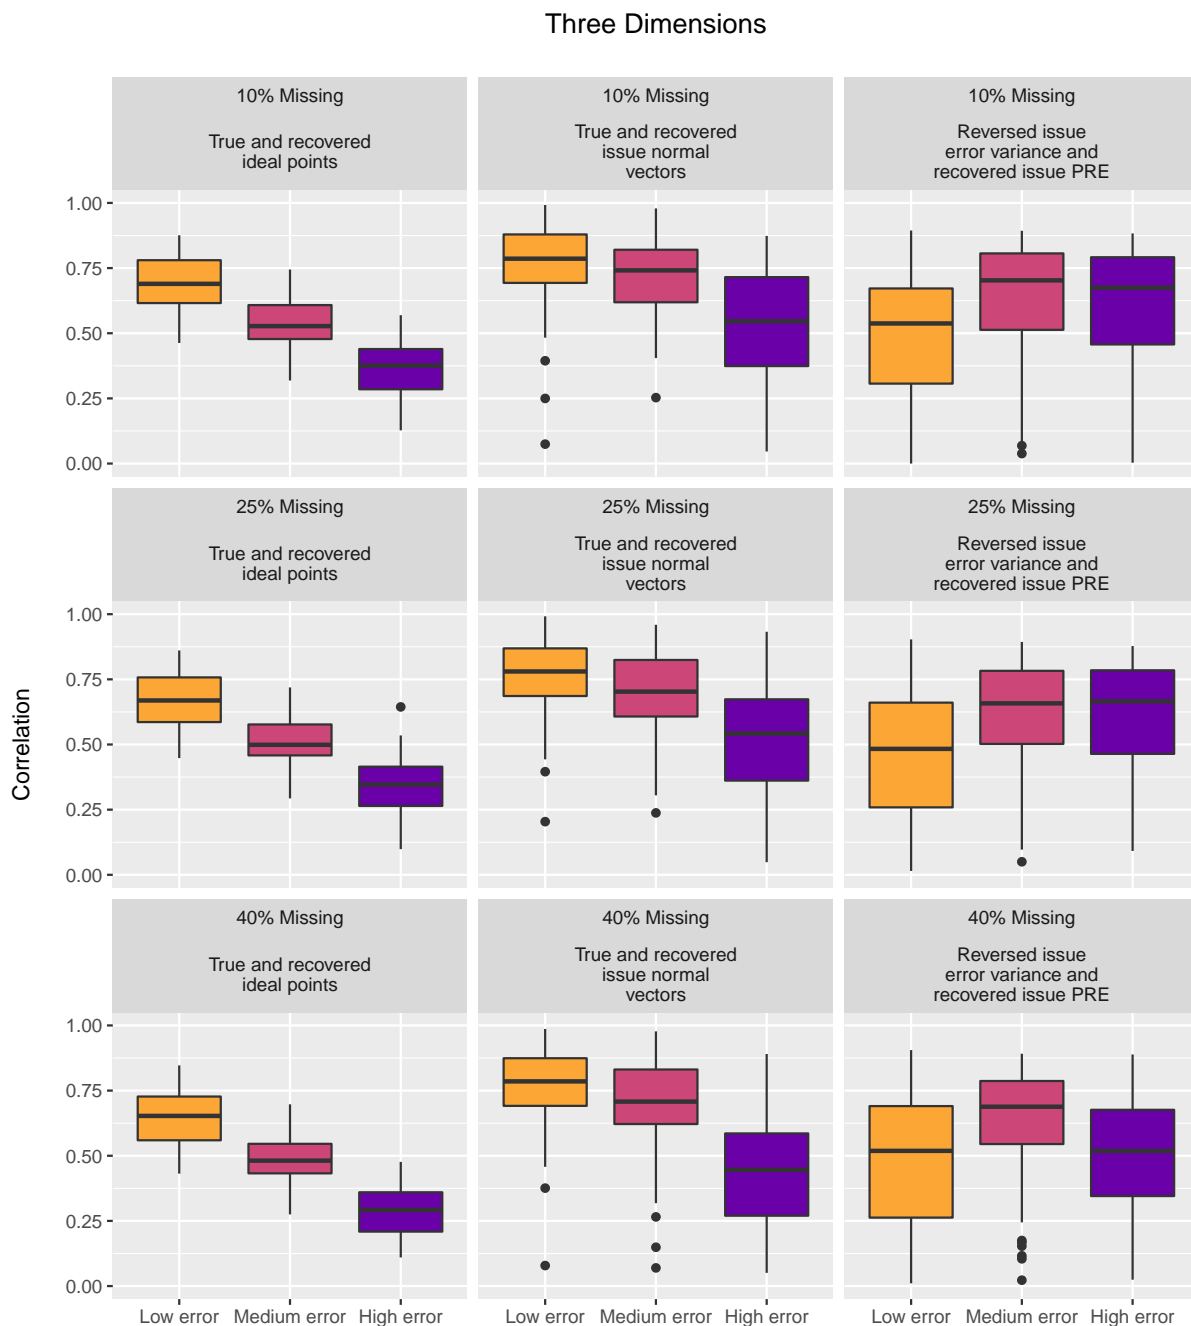 Three Dimensions
10% Missing
True and recovered
ideal points
10% Missing
True and recovered
issue normal
vectors
10% Missing
Reversed issue
error variance and
recovered issue PRE
1.00
0.75
0.50
0.25
0.00
25% Missing
True and recovered
ideal points
25% Missing
True and recovered
issue normal
vectors
25% Missing
Reversed issue
error variance and
recovered issue PRE
1.00
0.75
0.50
0.25
0.00
Correlation
40% Missing
True and recovered
ideal points
40% Missing
True and recovered
issue normal
vectors
40% Missing
Reversed issue
error variance and
recovered issue PRE
1.00
0.75
0.50
0.25
0.00
Low error Medium error High error
Low error Medium error High error
Low error Medium error High error